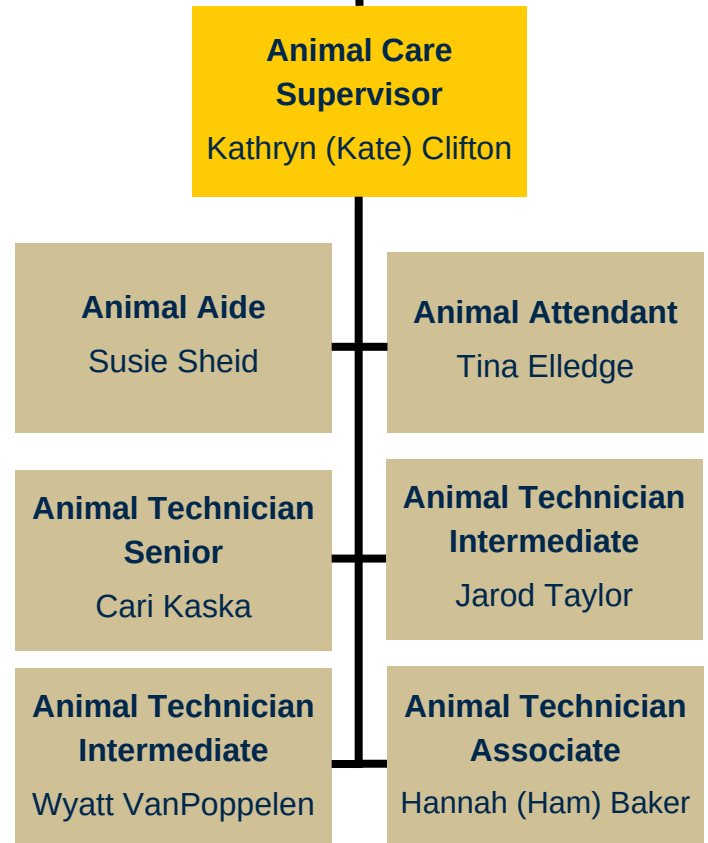 Animal Care
Supervisor
Kathryn (Kate) Clifton
Animal Aide
Susie Sheid
Animal Attendant
Tina Elledge
Animal Technician
Senior
Cari Kaska
Animal Technician
Intermediate
Jarod Taylor
Animal Technician
Intermediate
Wyatt VanPoppelen
Animal Technician
Associate
Hannah (Ham) Baker